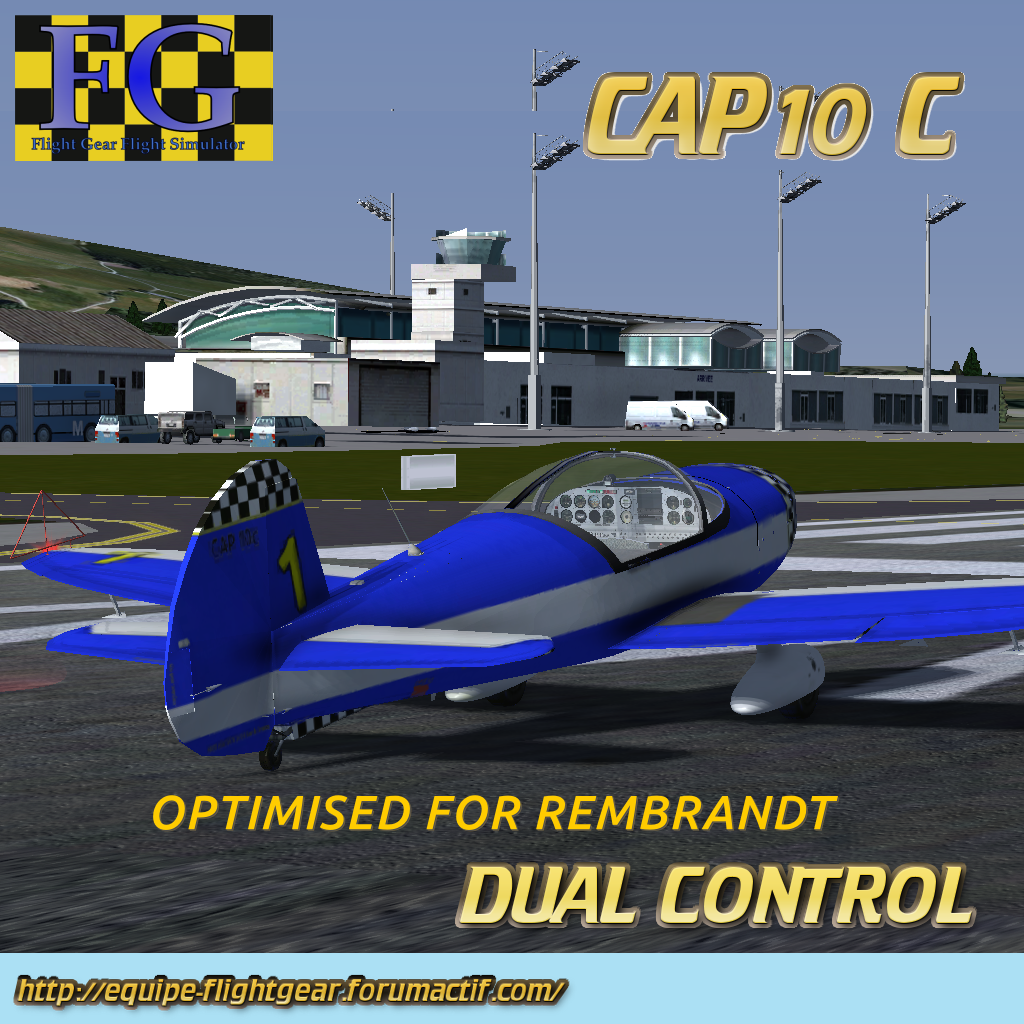 FG
Flight Gear Flight Simulator
CAP10 C
M
CAP 10c
1
OPTIMISED FOR REMBRANDT
DUAL CONTROL
http://equipe-flightgear.forumactif.com/